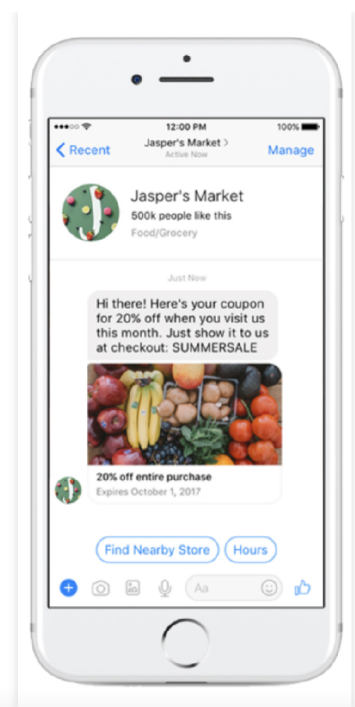 12:00 PM 100%
Recent Jasper's Market Manage
Active Now
Jasper's Market
500k people like this
Food/Grocery
Just Now
Hi there! Here's your coupon
for 20% off when you visit us
this month. Just show it to us
at checkout: SUMMERSALE
20% off entire purchase
Expires October 1, 2017
Find Nearby Store Hours
Aa